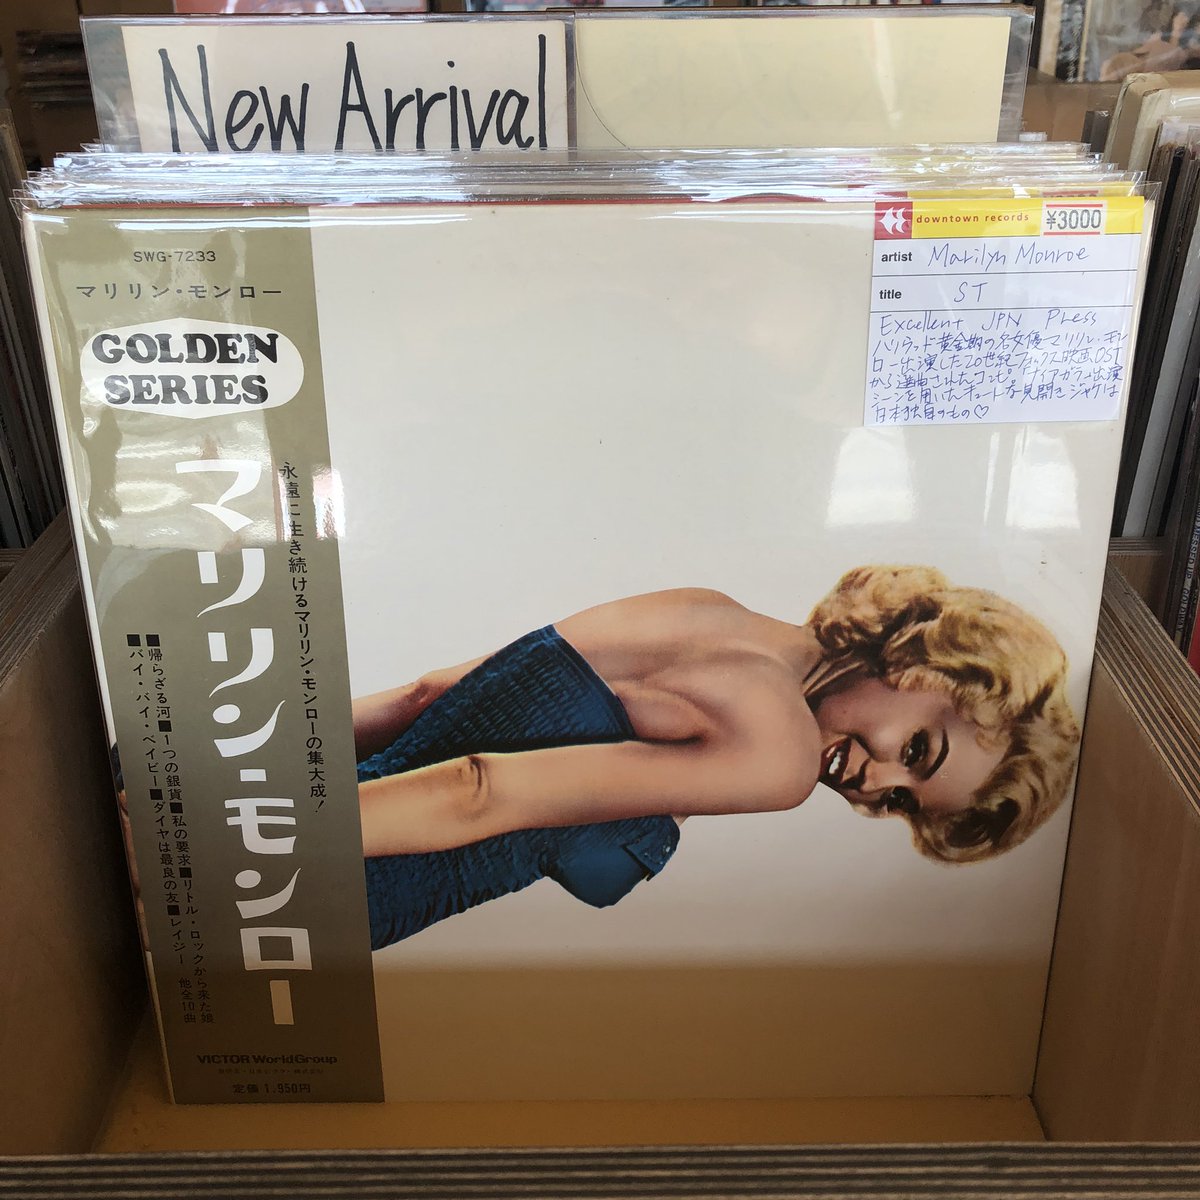 New Arrival
downtown records
¥3000
artist Marilyn Monroe
title ST
Excellent JPN Press
ハリウッド黄金期の名女優マリリン・モン
ロー出演した20世紀フォックス映画OST
から選曲されたコンピ。ナイアガラ出演
シーンを用いたキュートな見開きジャケは
日本独自のもの♡
SWG-7233
マリリン・モンロー
GOLDEN
SERIES
マリリン・モンロー
永遠に生き続けるマリリン・モンローの集大成！
■帰らざる河■1つの銀貨■私の要求■リトル・ロックから来た娘
■バイ・バイ・ベイビー■ダイヤは最良の友■レイジー 他全10曲
VICTOR World Group
定価 1,950円